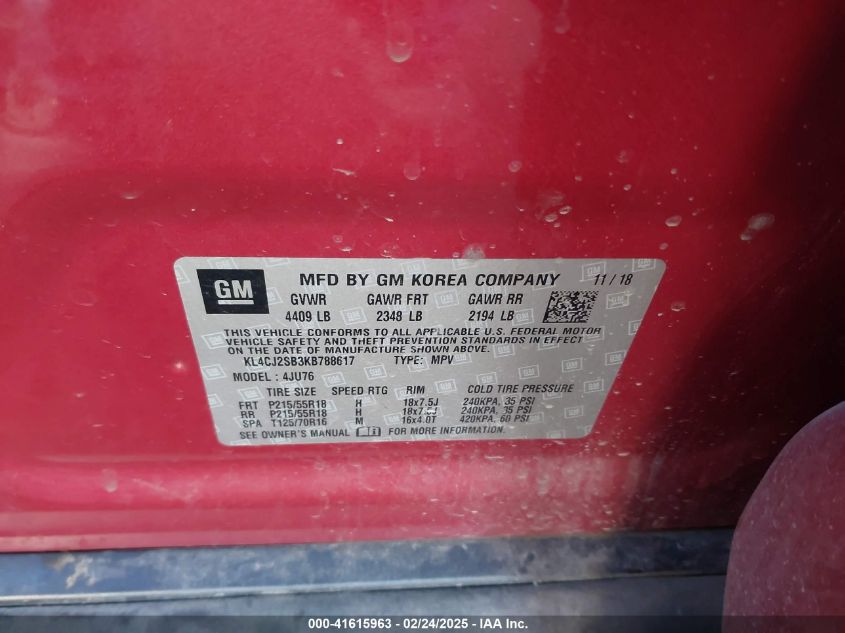 GM MFD BY GM KOREA COMPANY 11 / 18
GVWR GAWR FRT GAWR RR
4409 LB 2348 LB 2194 LB
THIS VEHICLE CONFORMS TO ALL APPLICABLE U.S. FEDERAL MOTOR
VEHICLE SAFETY AND THEFT PREVENTION STANDARDS IN EFFECT
ON THE DATE OF MANUFACTURE SHOWN ABOVE.
KL4CJ2SB3KB788617 TYPE: MPV
MODEL : 4JU76
TIRE SIZE SPEED RTG RIM COLD TIRE PRESSURE
FRT P215/55R18 H 18x7.5J 240KPA, 35 PSI
RR P215/55R18 H 18x7.5J 240KPA, 35 PSI
SPA T125/70R16 M 16x4.0T 420KPA, 60 PSI
SEE OWNER'S MANUAL FOR MORE INFORMATION.
000-41615963 - 02/24/2025 - © IAA, Inc.